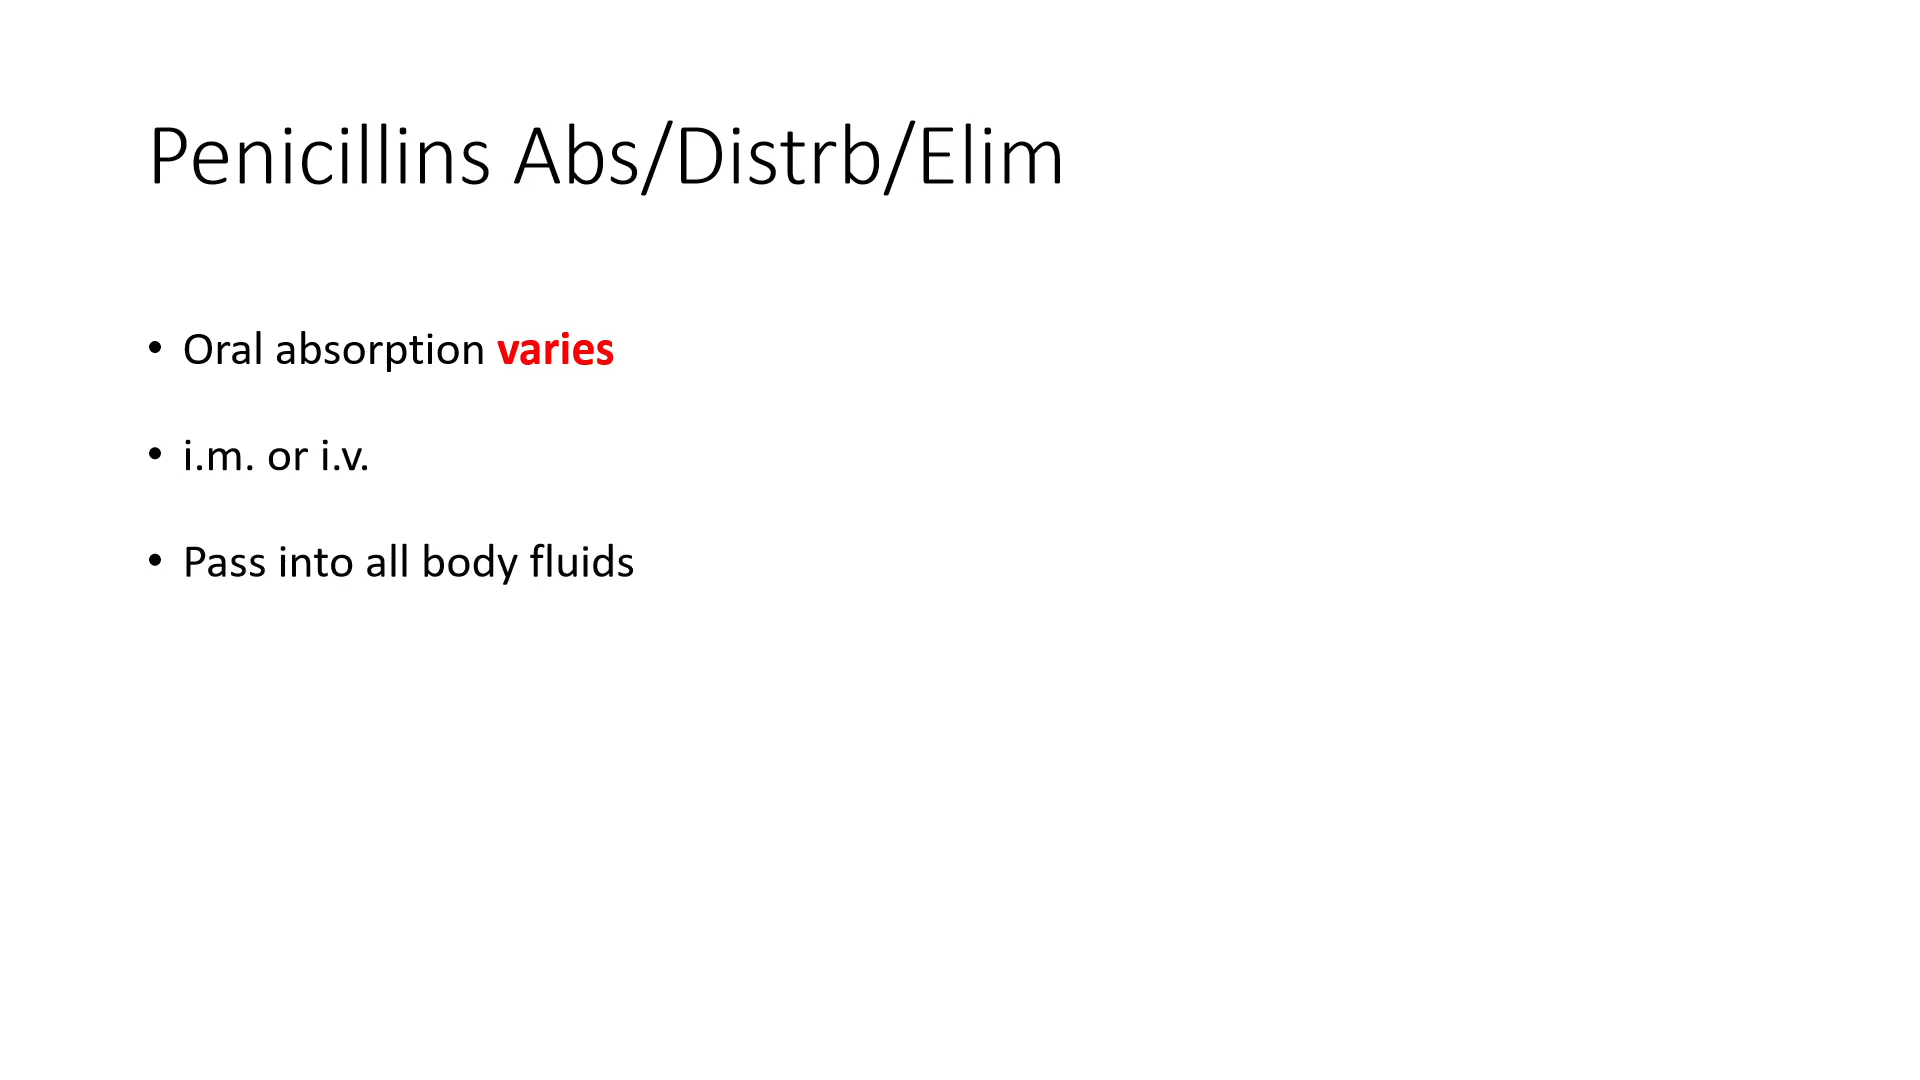 Penicillins Abs/Distrb/Elim
• Oral absorption varies
• i.m. or i.v.
• Pass into all body fluids